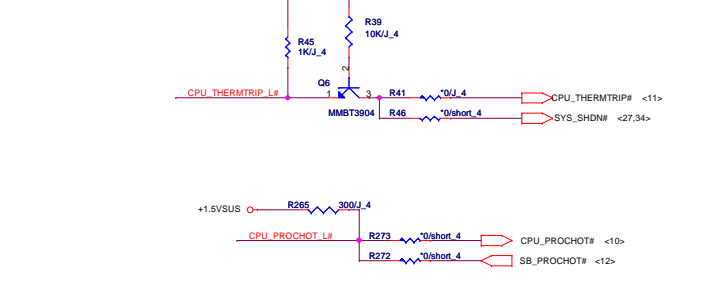 R39
10K/J_4
R45
1K/J_4
2
Q6
CPU_THERMTRIP_L#
1
3
R41
*0/J_4
CPU_THERMTRIP# <11>
MMBT3904
R46
*0/short_4
SYS_SHDN# <27,34>
+1.5VSUS
R265
300/J_4
CPU_PROCHOT_L#
R273
*0/short_4
CPU_PROCHOT# <10>
R272
*0/short_4
SB_PROCHOT# <12>